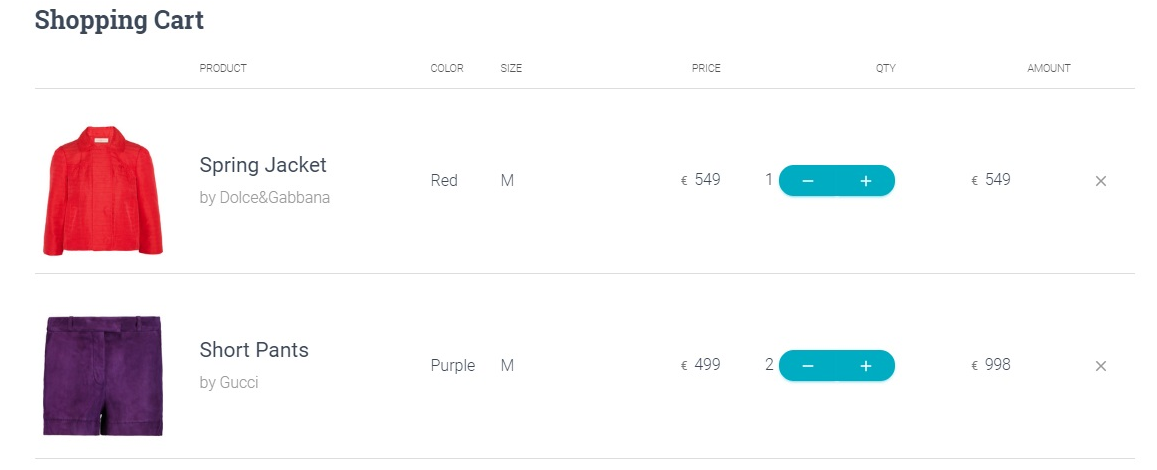 Shopping Cart
PRODUCT COLOR SIZE PRICE QTY AMOUNT
Spring Jacket
by Dolce&Gabbana
Red M € 549 1 − + € 549 ×
Short Pants
by Gucci
Purple M € 499 2 − + € 998 ×